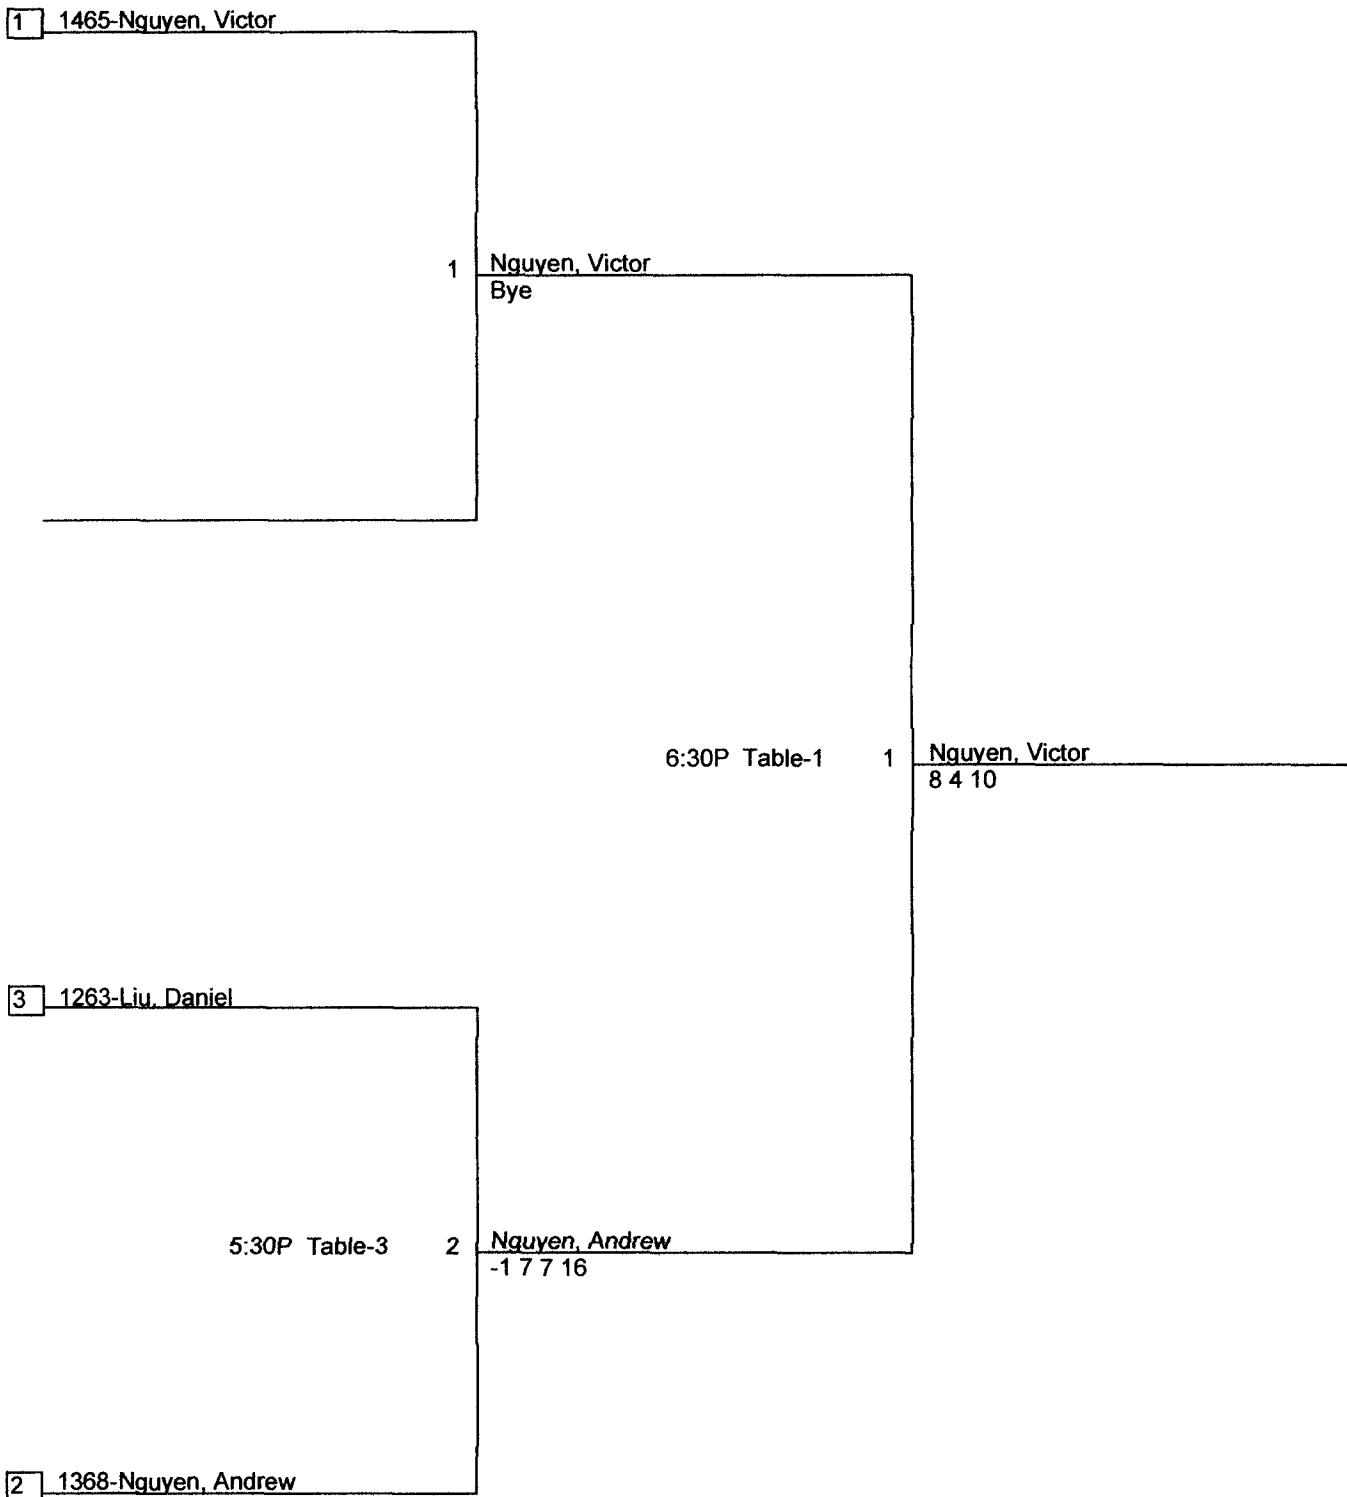 1 1465-Nguyen, Victor
1 Nguyen, Victor
Bye
6:30P Table-1 1 Nguyen, Victor
8 4 10
3 1263-Liu, Daniel
5:30P Table-3 2 Nguyen, Andrew
-1 7 7 16
2 1368-Nguyen, Andrew